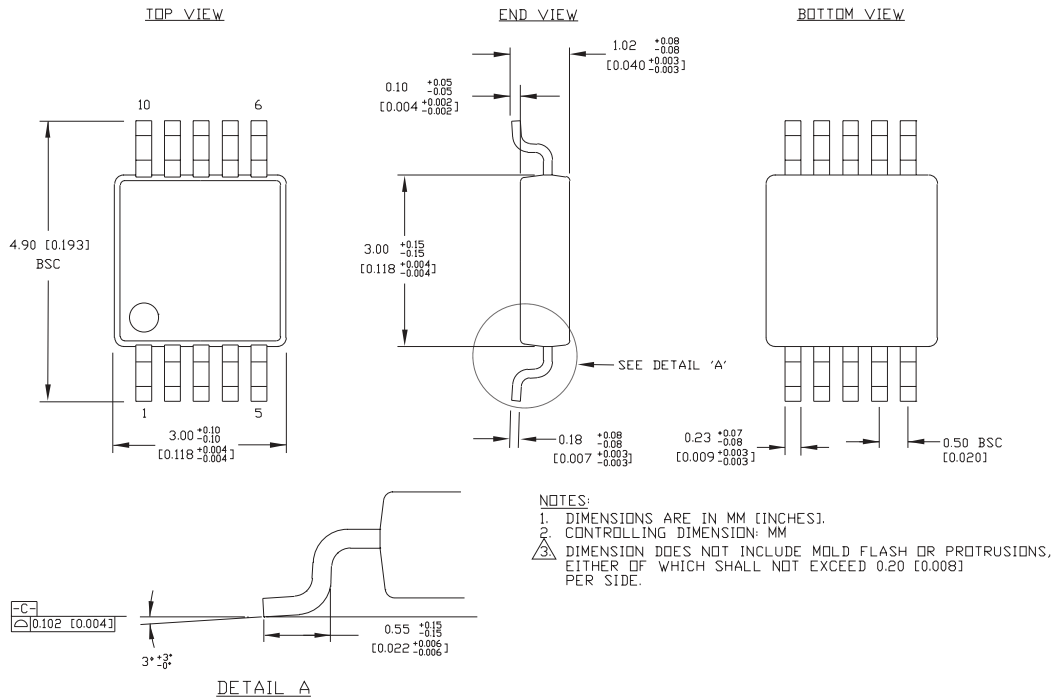 TOP VIEW
END VIEW
BOTTOM VIEW
10
6
4.90 [0.193]
BSC
1
5
3.00 +0.10 -0.10
[0.118 +0.004 -0.004]
1.02 +0.08 -0.08
[0.040 +0.003 -0.003]
0.10 +0.05 -0.05
[0.004 +0.002 -0.002]
3.00 +0.15 -0.15
[0.118 +0.004 -0.004]
SEE DETAIL 'A'
0.18 +0.08 -0.08
[0.007 +0.003 -0.003]
0.23 +0.07 -0.08
[0.009 +0.003 -0.003]
0.50 BSC
[0.020]
-C-
⌓ 0.102 [0.004]
3° +3° -0°
0.55 +0.15 -0.15
[0.022 +0.006 -0.006]
DETAIL A
NOTES:
1. DIMENSIONS ARE IN MM [INCHES].
2. CONTROLLING DIMENSION: MM
3. DIMENSION DOES NOT INCLUDE MOLD FLASH OR PROTRUSIONS,
EITHER OF WHICH SHALL NOT EXCEED 0.20 [0.008]
PER SIDE.